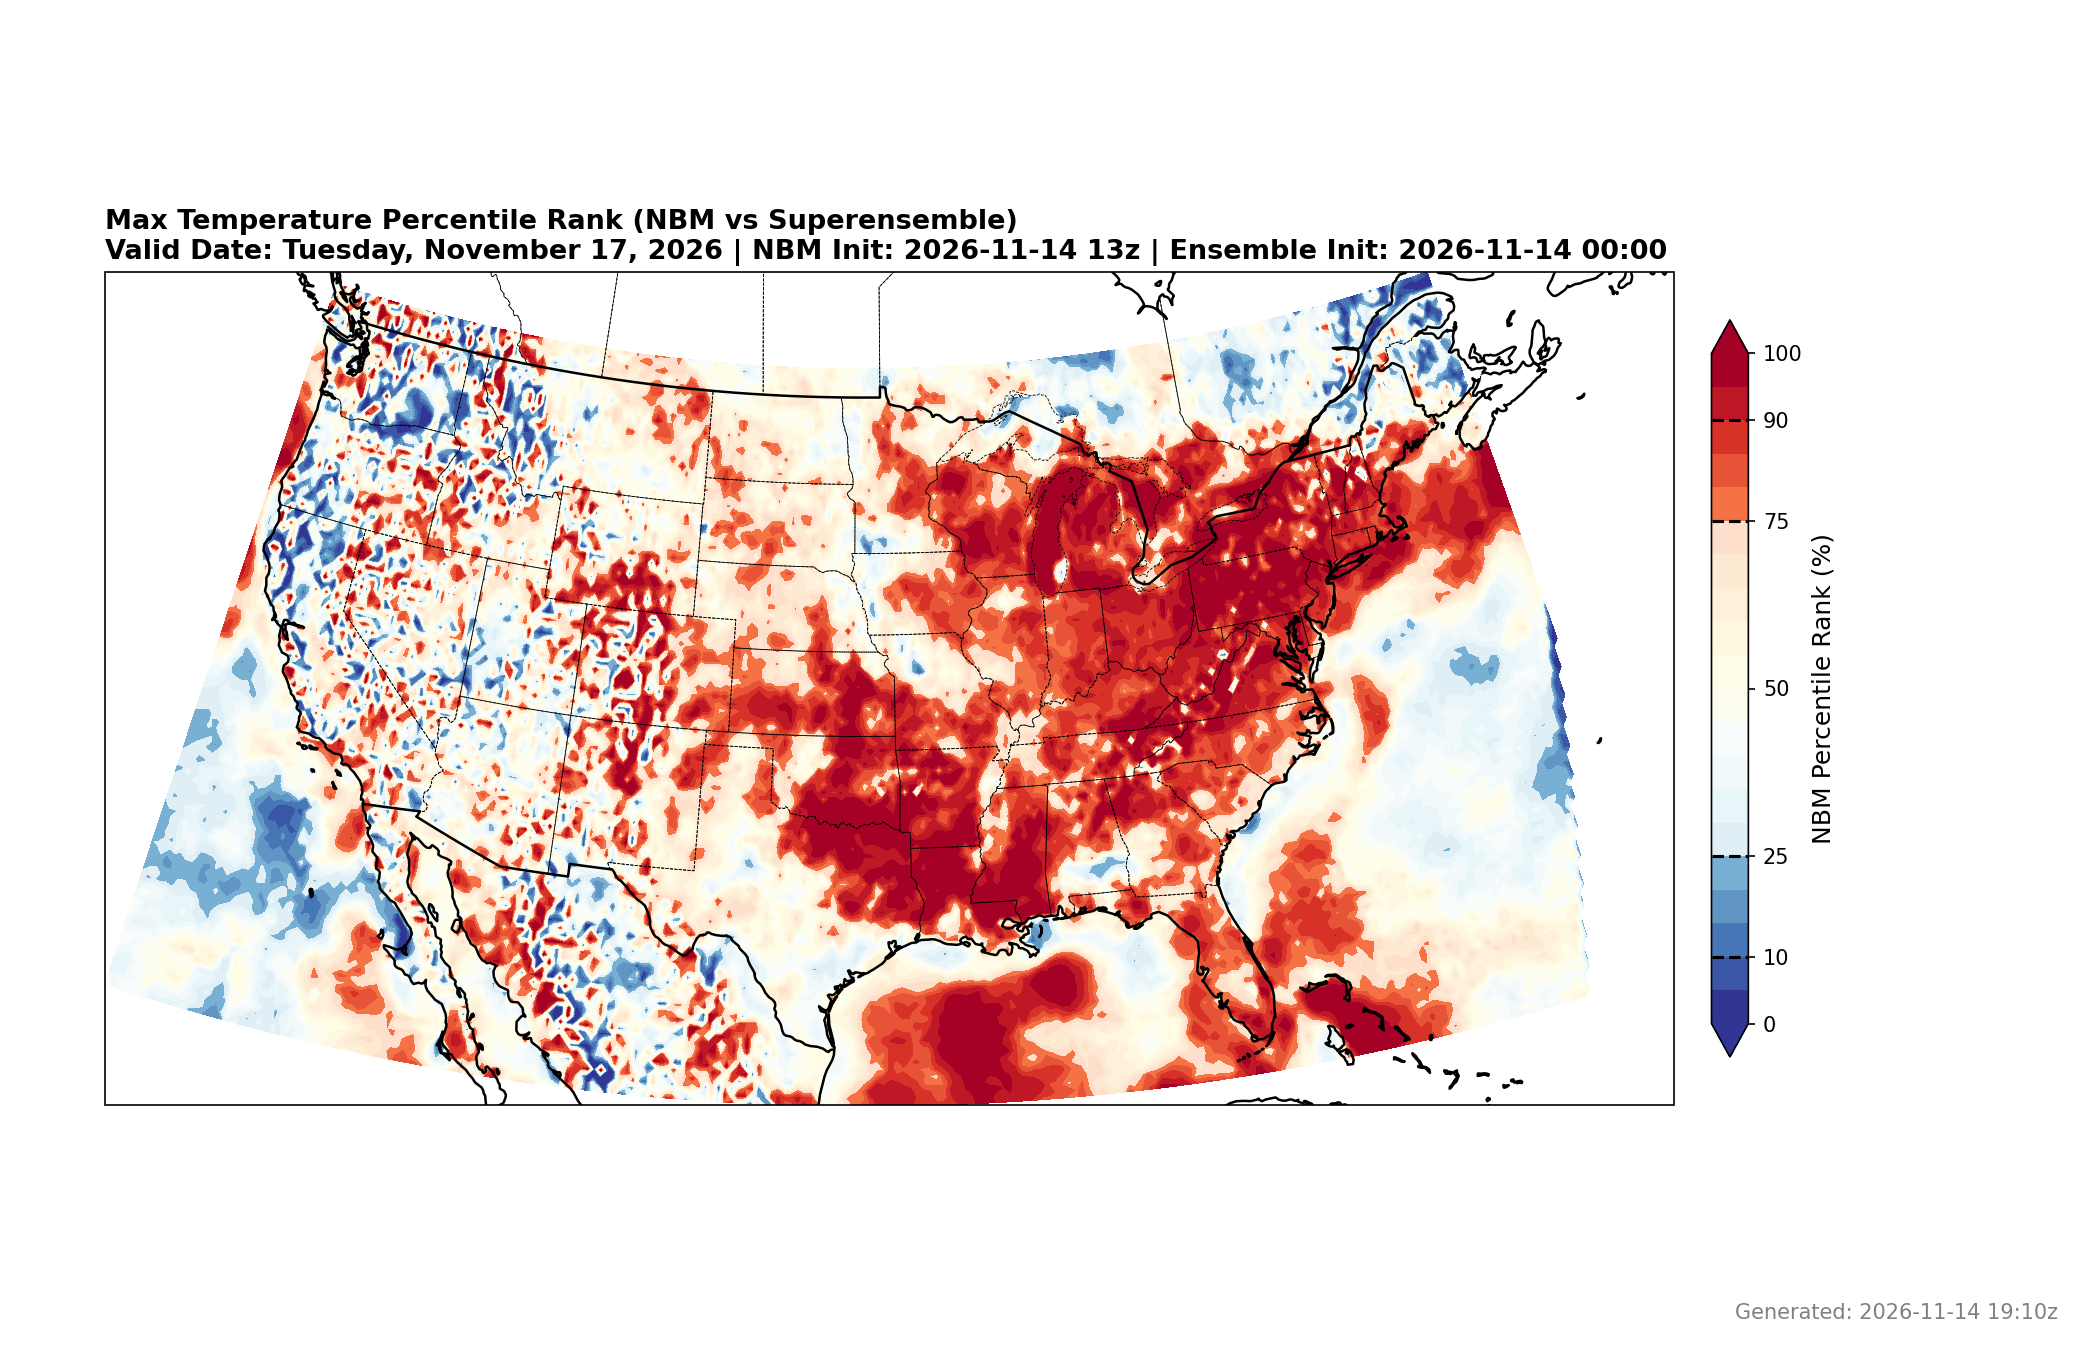 Max Temperature Percentile Rank (NBM vs Superensemble)
Valid Date: Tuesday, November 17, 2026 | NBM Init: 2026-11-14 13z | Ensemble Init: 2026-11-14 00:00
100
90
75
50
25
10
0
NBM Percentile Rank (%)
Generated: 2026-11-14 19:10z